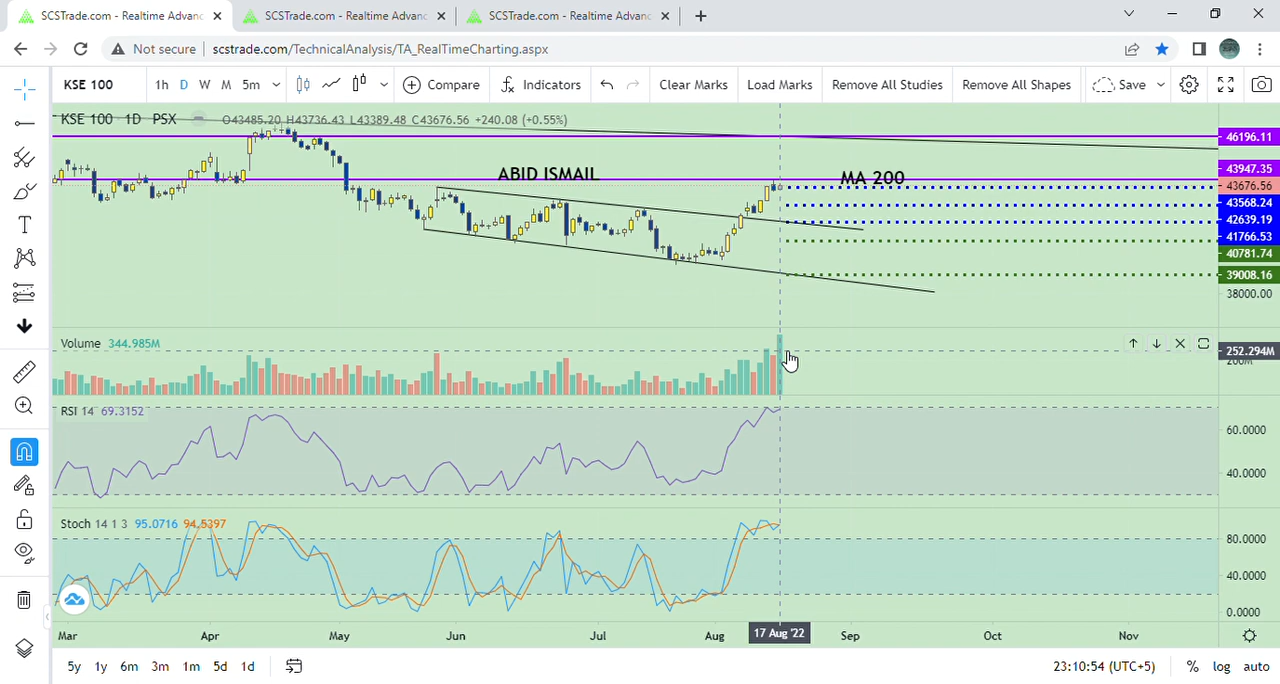 SCSTrade.com - Realtime Advanc
SCSTrade.com - Realtime Advanc
SCSTrade.com - Realtime Advanc
Not secure
scstrade.com/TechnicalAnalysis/TA_RealTimeCharting.aspx
KSE 100
1h D W M 5m
Compare
Indicators
Clear Marks
Load Marks
Remove All Studies
Remove All Shapes
Save
KSE 100 1D PSX
O43485.20 H43736.43 L43389.48 C43676.56 +240.08 (+0.55%)
46196.11
ABID ISMAIL
MA 200
43947.35
43676.56
43568.24
42639.19
41766.53
40781.74
39008.16
38000.00
Volume 344.985M
252.294M
RSI 14 69.3152
60.0000
40.0000
Stoch 14 1 3 95.0716 94.5397
80.0000
40.0000
0.0000
Mar Apr May Jun Jul Aug 17 Aug '22 Sep Oct Nov
5y 1y 6m 3m 1m 5d 1d
23:10:54 (UTC+5)
% log auto